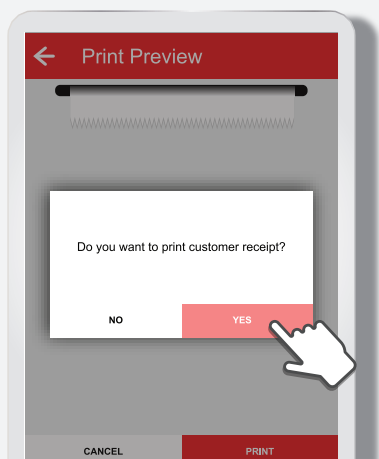 Print Preview
Do you want to print customer receipt?
NO
YES
CANCEL
PRINT